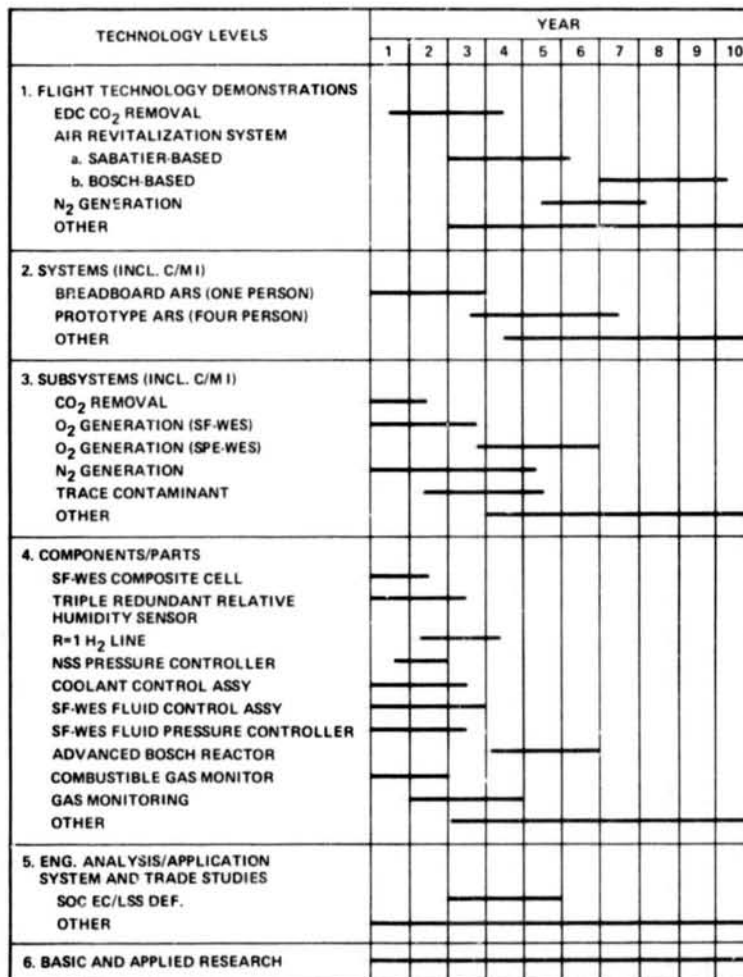 TECHNOLOGY LEVELS
YEAR
1 2 3 4 5 6 7 8 9 10
1. FLIGHT TECHNOLOGY DEMONSTRATIONS
EDC CO2 REMOVAL
AIR REVITALIZATION SYSTEM
a. SABATIER-BASED
b. BOSCH-BASED
N2 GENERATION
OTHER
2. SYSTEMS (INCL. C/M I)
BREADBOARD ARS (ONE PERSON)
PROTOTYPE ARS (FOUR PERSON)
OTHER
3. SUBSYSTEMS (INCL. C/M I)
CO2 REMOVAL
O2 GENERATION (SF-WES)
O2 GENERATION (SPE-WES)
N2 GENERATION
TRACE CONTAMINANT
OTHER
4. COMPONENTS/PARTS
SF-WES COMPOSITE CELL
TRIPLE REDUNDANT RELATIVE
HUMIDITY SENSOR
R=1 H2 LINE
NSS PRESSURE CONTROLLER
COOLANT CONTROL ASSY
SF-WES FLUID CONTROL ASSY
SF-WES FLUID PRESSURE CONTROLLER
ADVANCED BOSCH REACTOR
COMBUSTIBLE GAS MONITOR
GAS MONITORING
OTHER
5. ENG. ANALYSIS/APPLICATION
SYSTEM AND TRADE STUDIES
SOC EC/LSS DEF.
OTHER
6. BASIC AND APPLIED RESEARCH